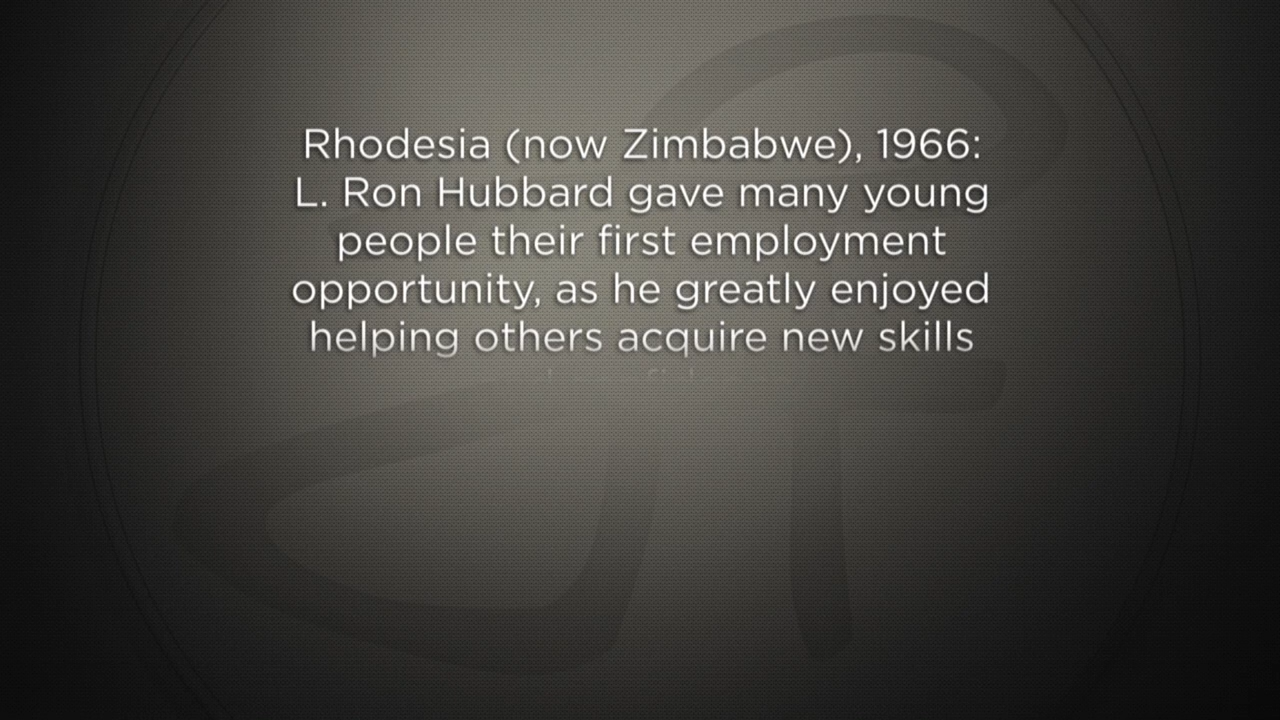 Rhodesia (now Zimbabwe), 1966:
L. Ron Hubbard gave many young
people their first employment
opportunity, as he greatly enjoyed
helping others acquire new skills